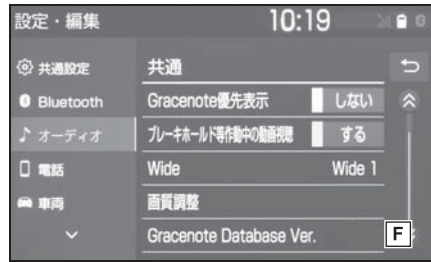 設定・編集 10:19 0
共通設定
Bluetooth
オーディオ
電話
車両
共通
Gracenote優先表示 しない
ブレーキホールド等作動中の動画視聴 する
Wide Wide 1
画質調整
Gracenote Database Ver.
F